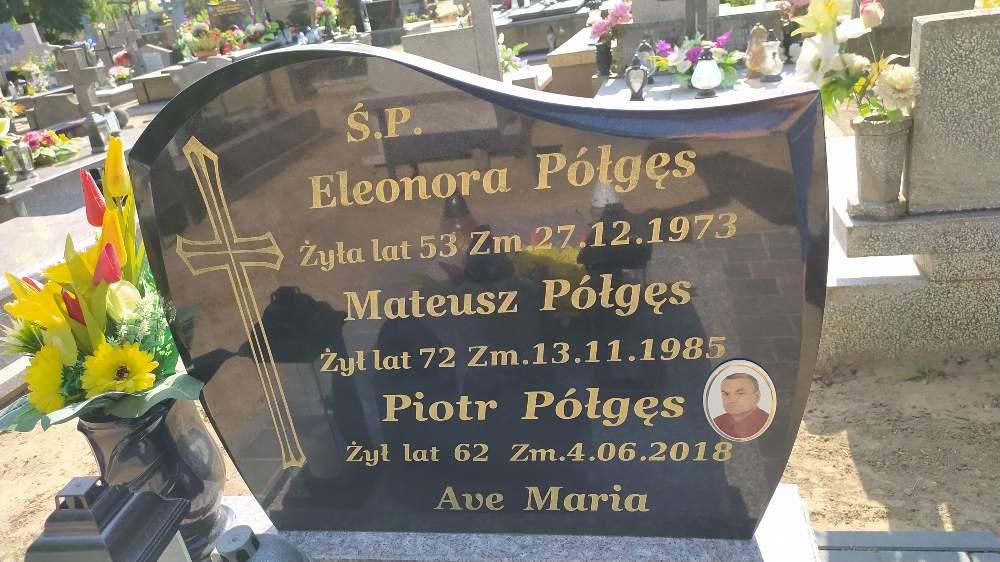 Ś.P.
Eleonora Półgęs
Żyła lat 53 Zm.27.12.1973
Mateusz Półgęs
Żył lat 72 Zm.13.11.1985
Piotr Półgęs
Żył lat 62 Zm.4.06.2018
Ave Maria